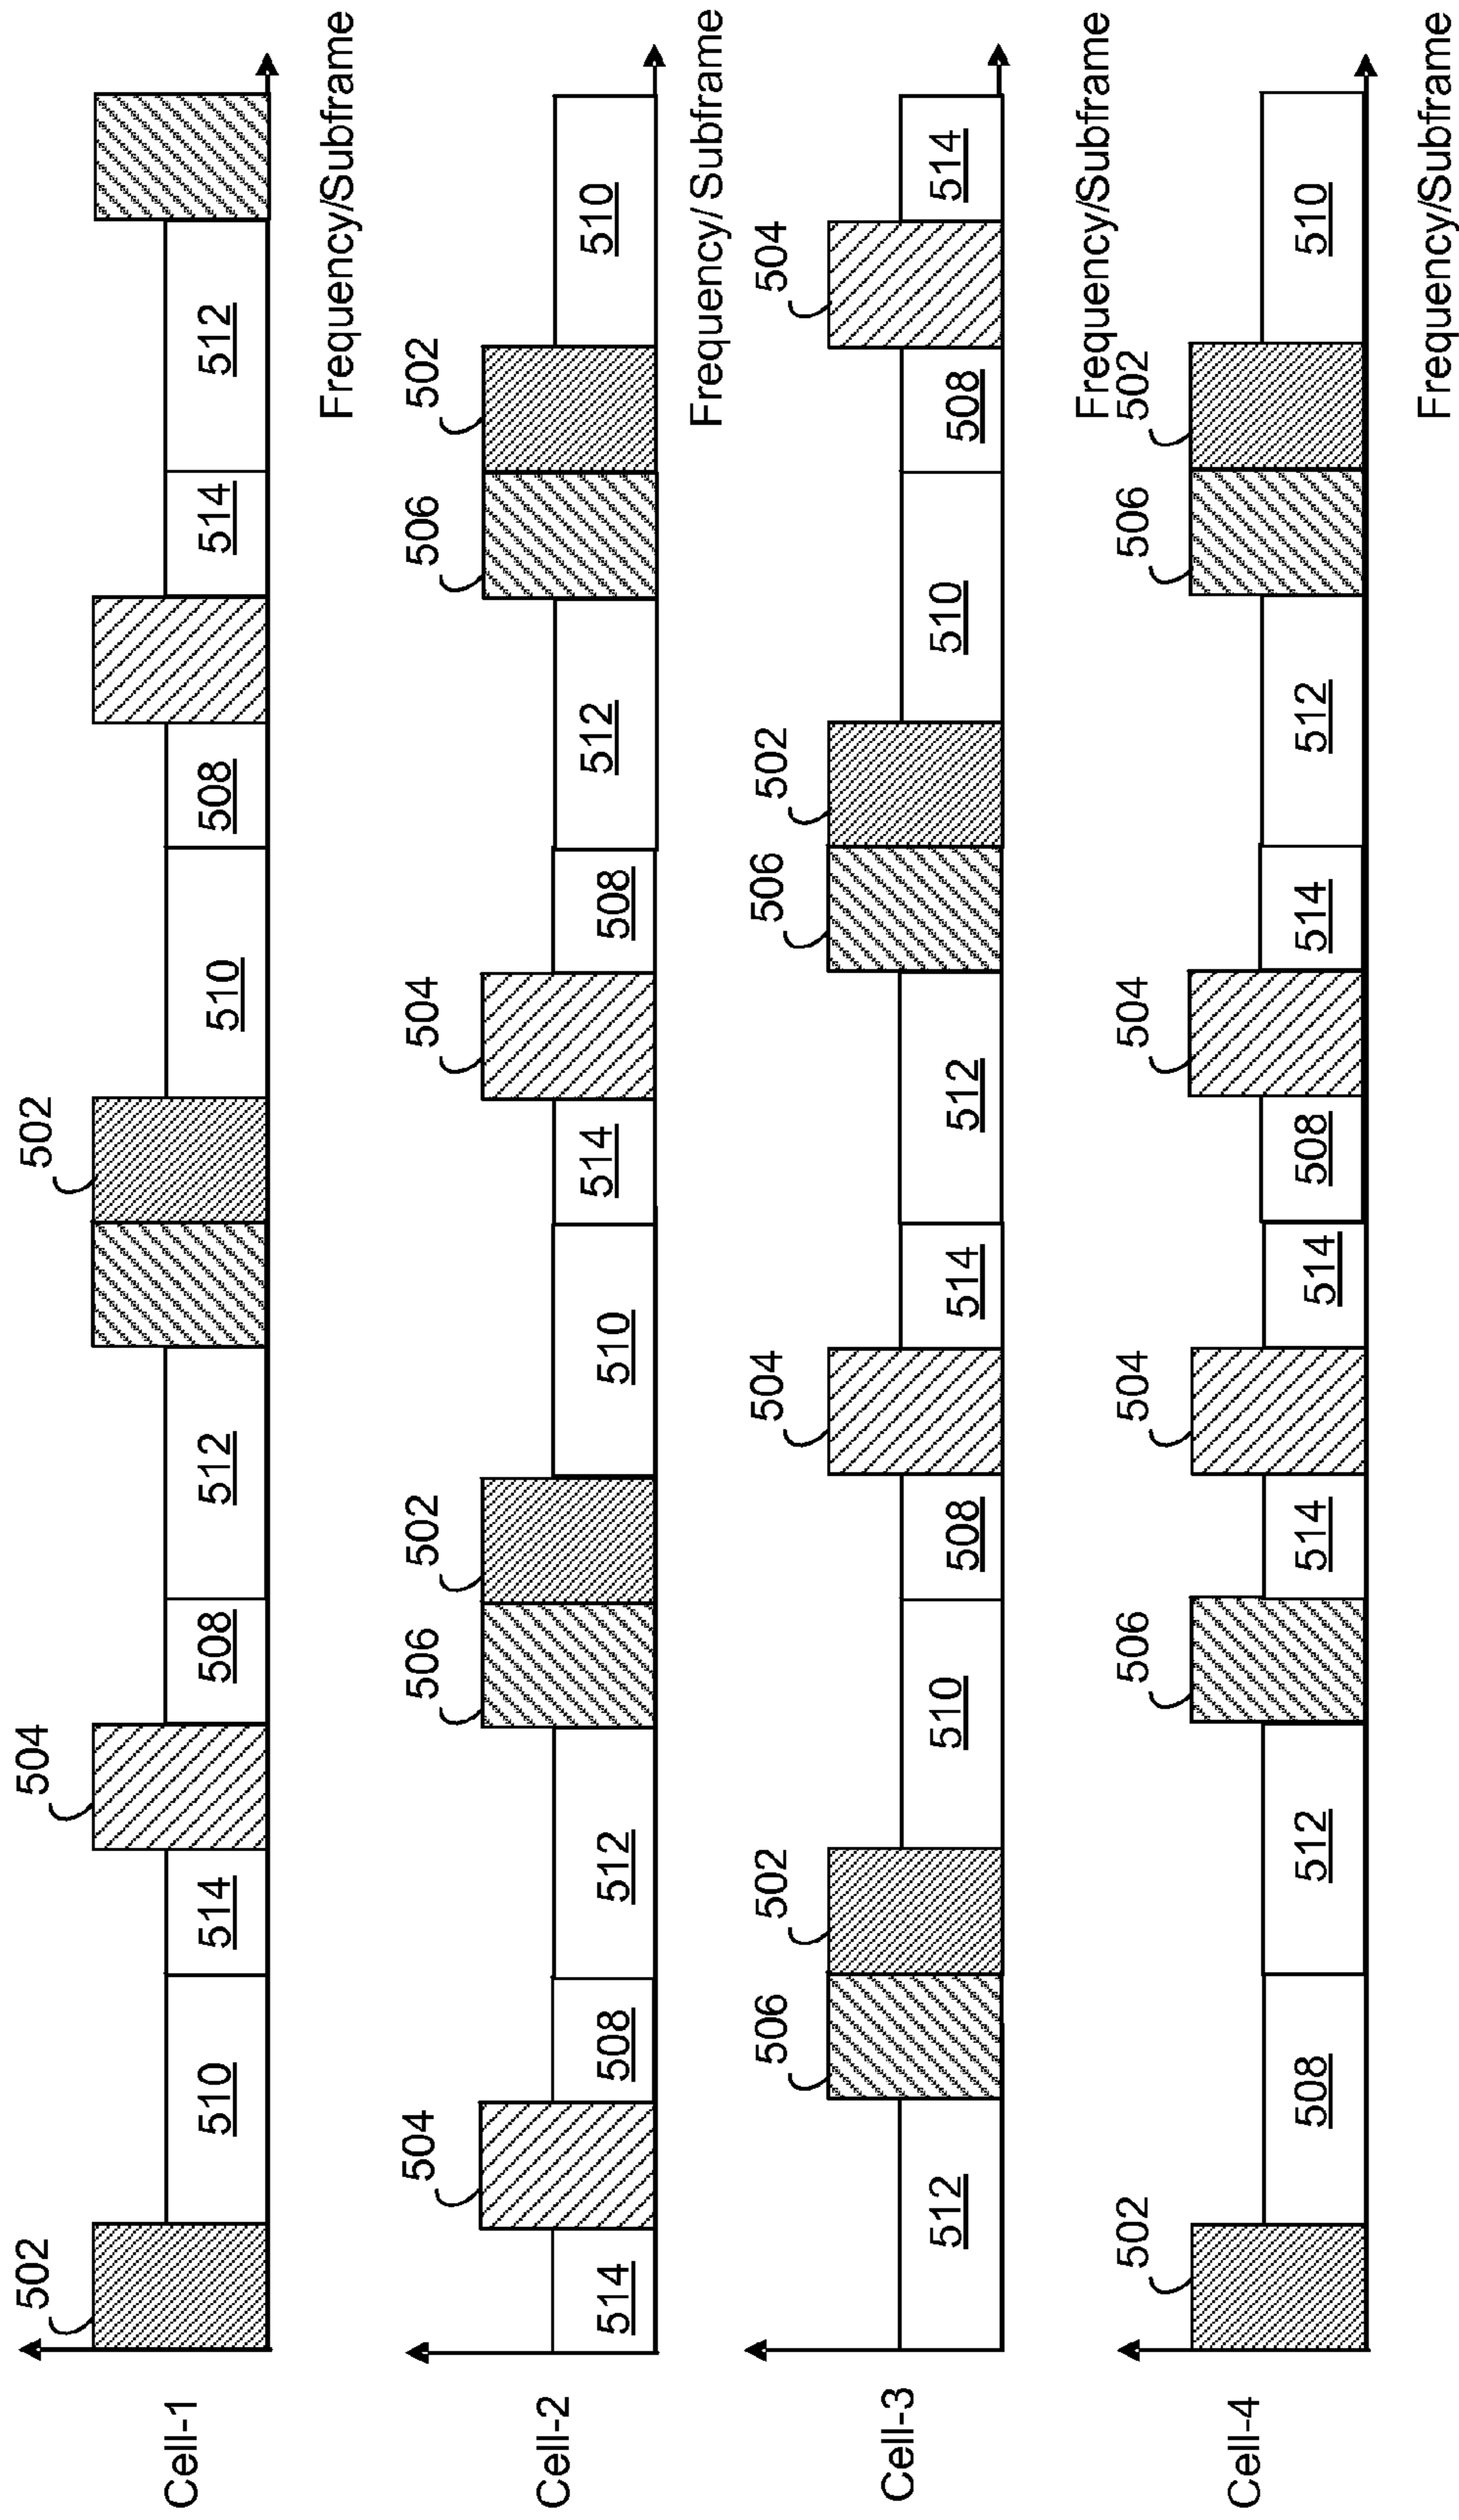 502 504 502
Cell-1 510 514 508 512 510 508 514 512
Frequency/Subframe
504 506 502 504 506 502
Cell-2 514 508 512 510 514 508 512 510
Frequency/Subframe
506 502 504 506 502 504
Cell-3 512 510 508 514 512 510 508 514
Frequency/Subframe
502 506 504 504 506 502
Cell-4 508 512 514 514 508 514 512 510
Frequency/Subframe